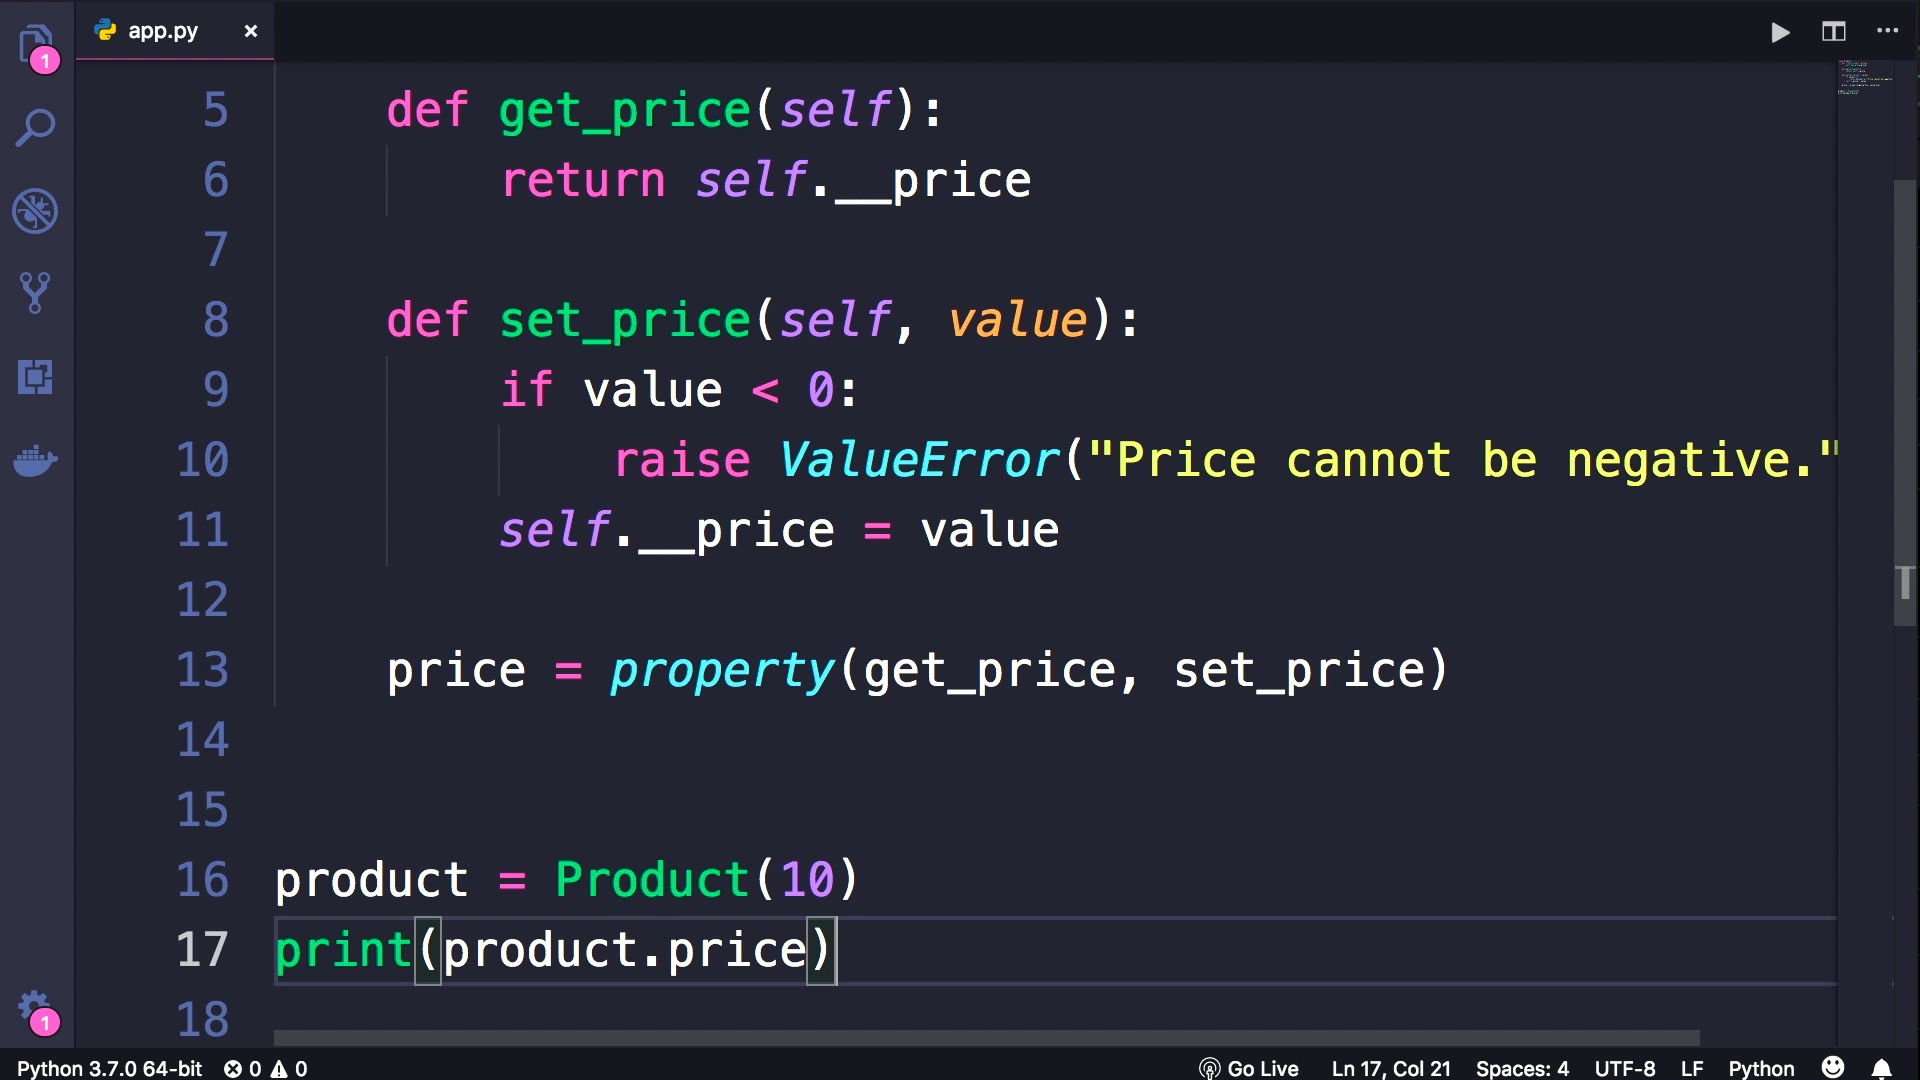 1
app.py ×
5 def get_price(self):
6 return self.__price
7
8 def set_price(self, value):
9 if value < 0:
10 raise ValueError("Price cannot be negative."
11 self.__price = value
12
13 price = property(get_price, set_price)
14
15
16 product = Product(10)
17 print(product.price)
18
1
Python 3.7.0 64-bit 0 0 Go Live Ln 17, Col 21 Spaces: 4 UTF-8 LF Python